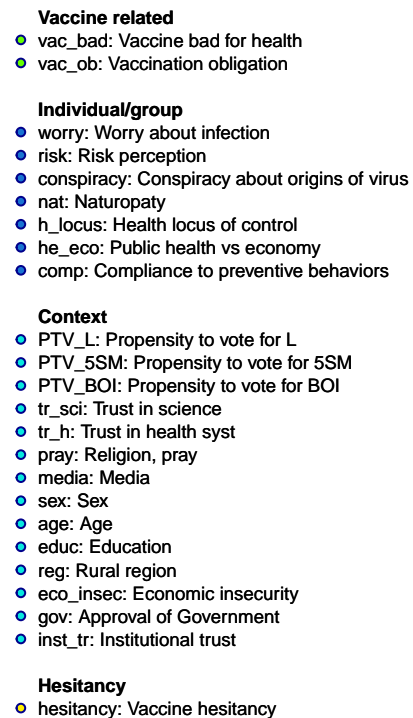 Vaccine related
vac_bad: Vaccine bad for health
vac_ob: Vaccination obligation
Individual/group
worry: Worry about infection
risk: Risk perception
conspiracy: Conspiracy about origins of virus
nat: Naturopaty
h_locus: Health locus of control
he_eco: Public health vs economy
comp: Compliance to preventive behaviors
Context
PTV_L: Propensity to vote for L
PTV_5SM: Propensity to vote for 5SM
PTV_BOI: Propensity to vote for BOI
tr_sci: Trust in science
tr_h: Trust in health syst
pray: Religion, pray
media: Media
sex: Sex
age: Age
educ: Education
reg: Rural region
eco_insec: Economic insecurity
gov: Approval of Government
inst_tr: Institutional trust
Hesitancy
hesitancy: Vaccine hesitancy